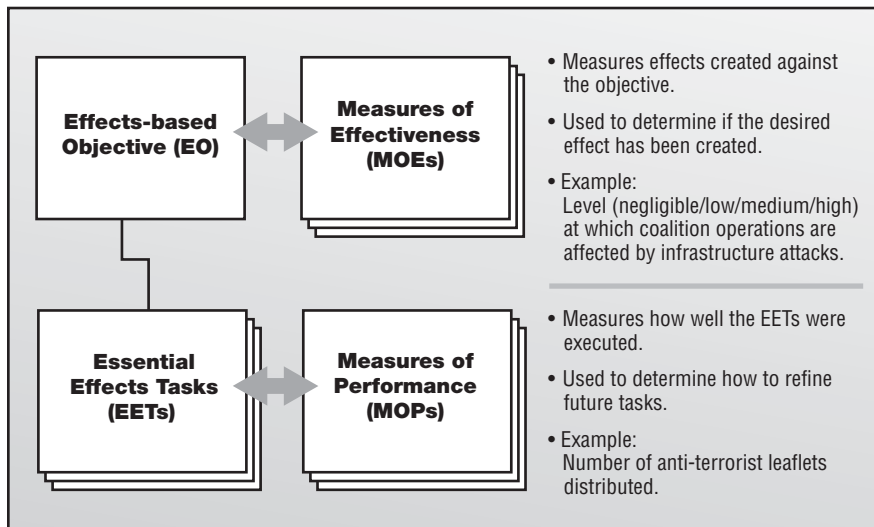 Effects-based
Objective (EO)
Measures of
Effectiveness
(MOEs)
• Measures effects created against
the objective.
• Used to determine if the desired
effect has been created.
• Example:
Level (negligible/low/medium/high)
at which coalition operations are
affected by infrastructure attacks.
Essential
Effects Tasks
(EETs)
Measures of
Performance
(MOPs)
• Measures how well the EETs were
executed.
• Used to determine how to refine
future tasks.
• Example:
Number of anti-terrorist leaflets
distributed.